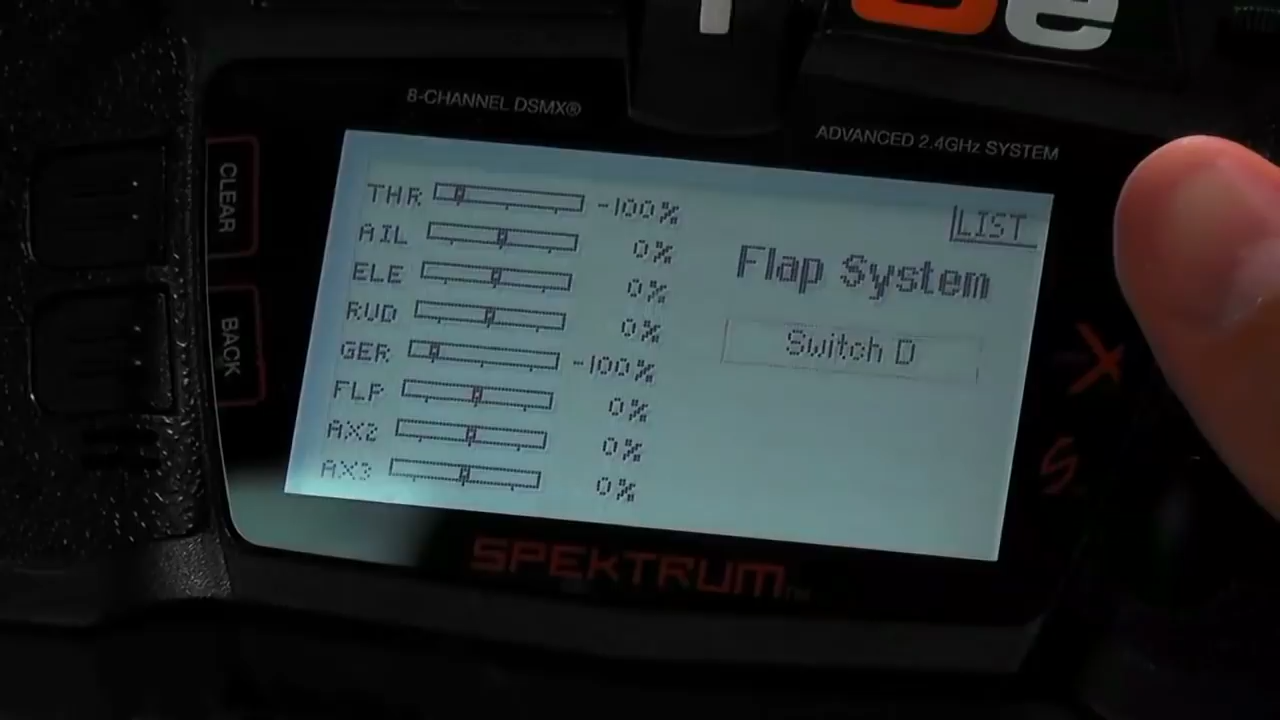 8-CHANNEL DSMX®
ADVANCED 2.4GHz SYSTEM
CLEAR
BACK
THR -100%
AIL 0%
ELE 0%
RUD 0%
GER -100%
FLP 0%
AX2 0%
AX3 0%
LIST
Flap System
Switch D
SPEKTRUM™